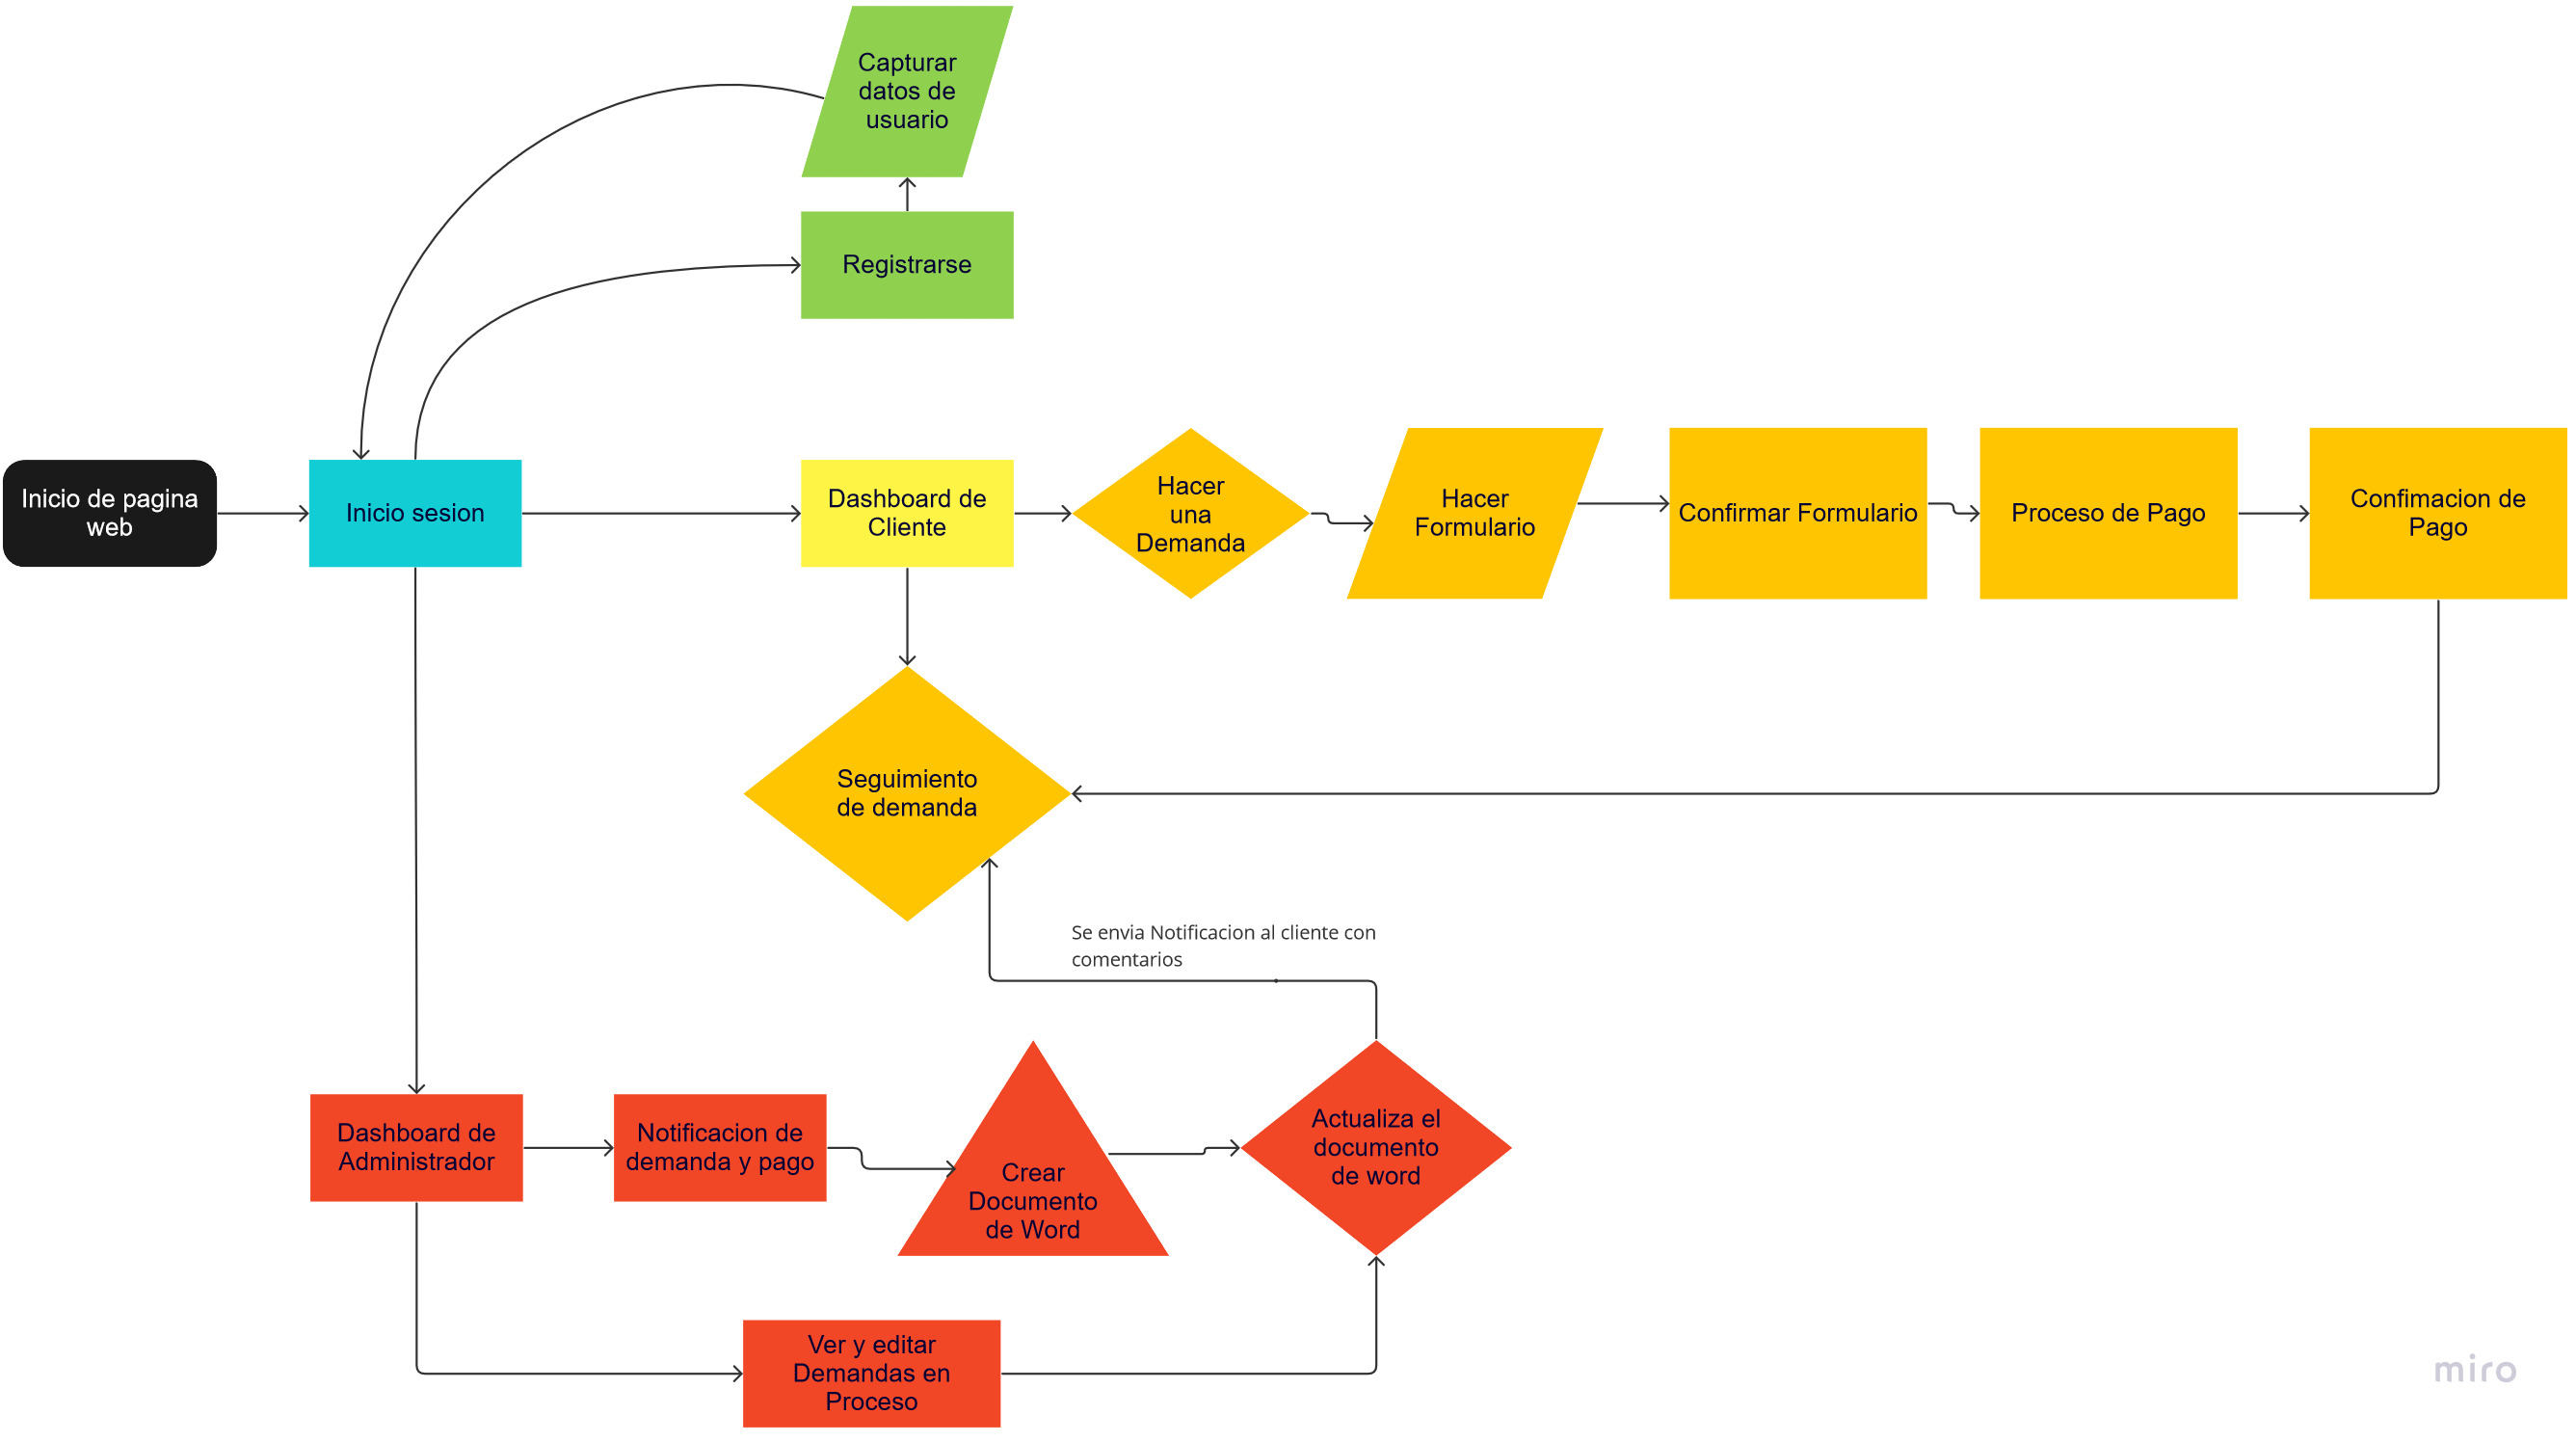 Capturar
datos de
usuario
Registrarse
Inicio de pagina
web
Inicio sesion
Dashboard de
Cliente
Hacer
una
Demanda
Hacer
Formulario
Confirmar Formulario
Proceso de Pago
Confimacion de
Pago
Seguimiento
de demanda
Se envia Notificacion al cliente con
comentarios
Dashboard de
Administrador
Notificacion de
demanda y pago
Crear
Documento
de Word
Actualiza el
documento
de word
Ver y editar
Demandas en
Proceso
miro